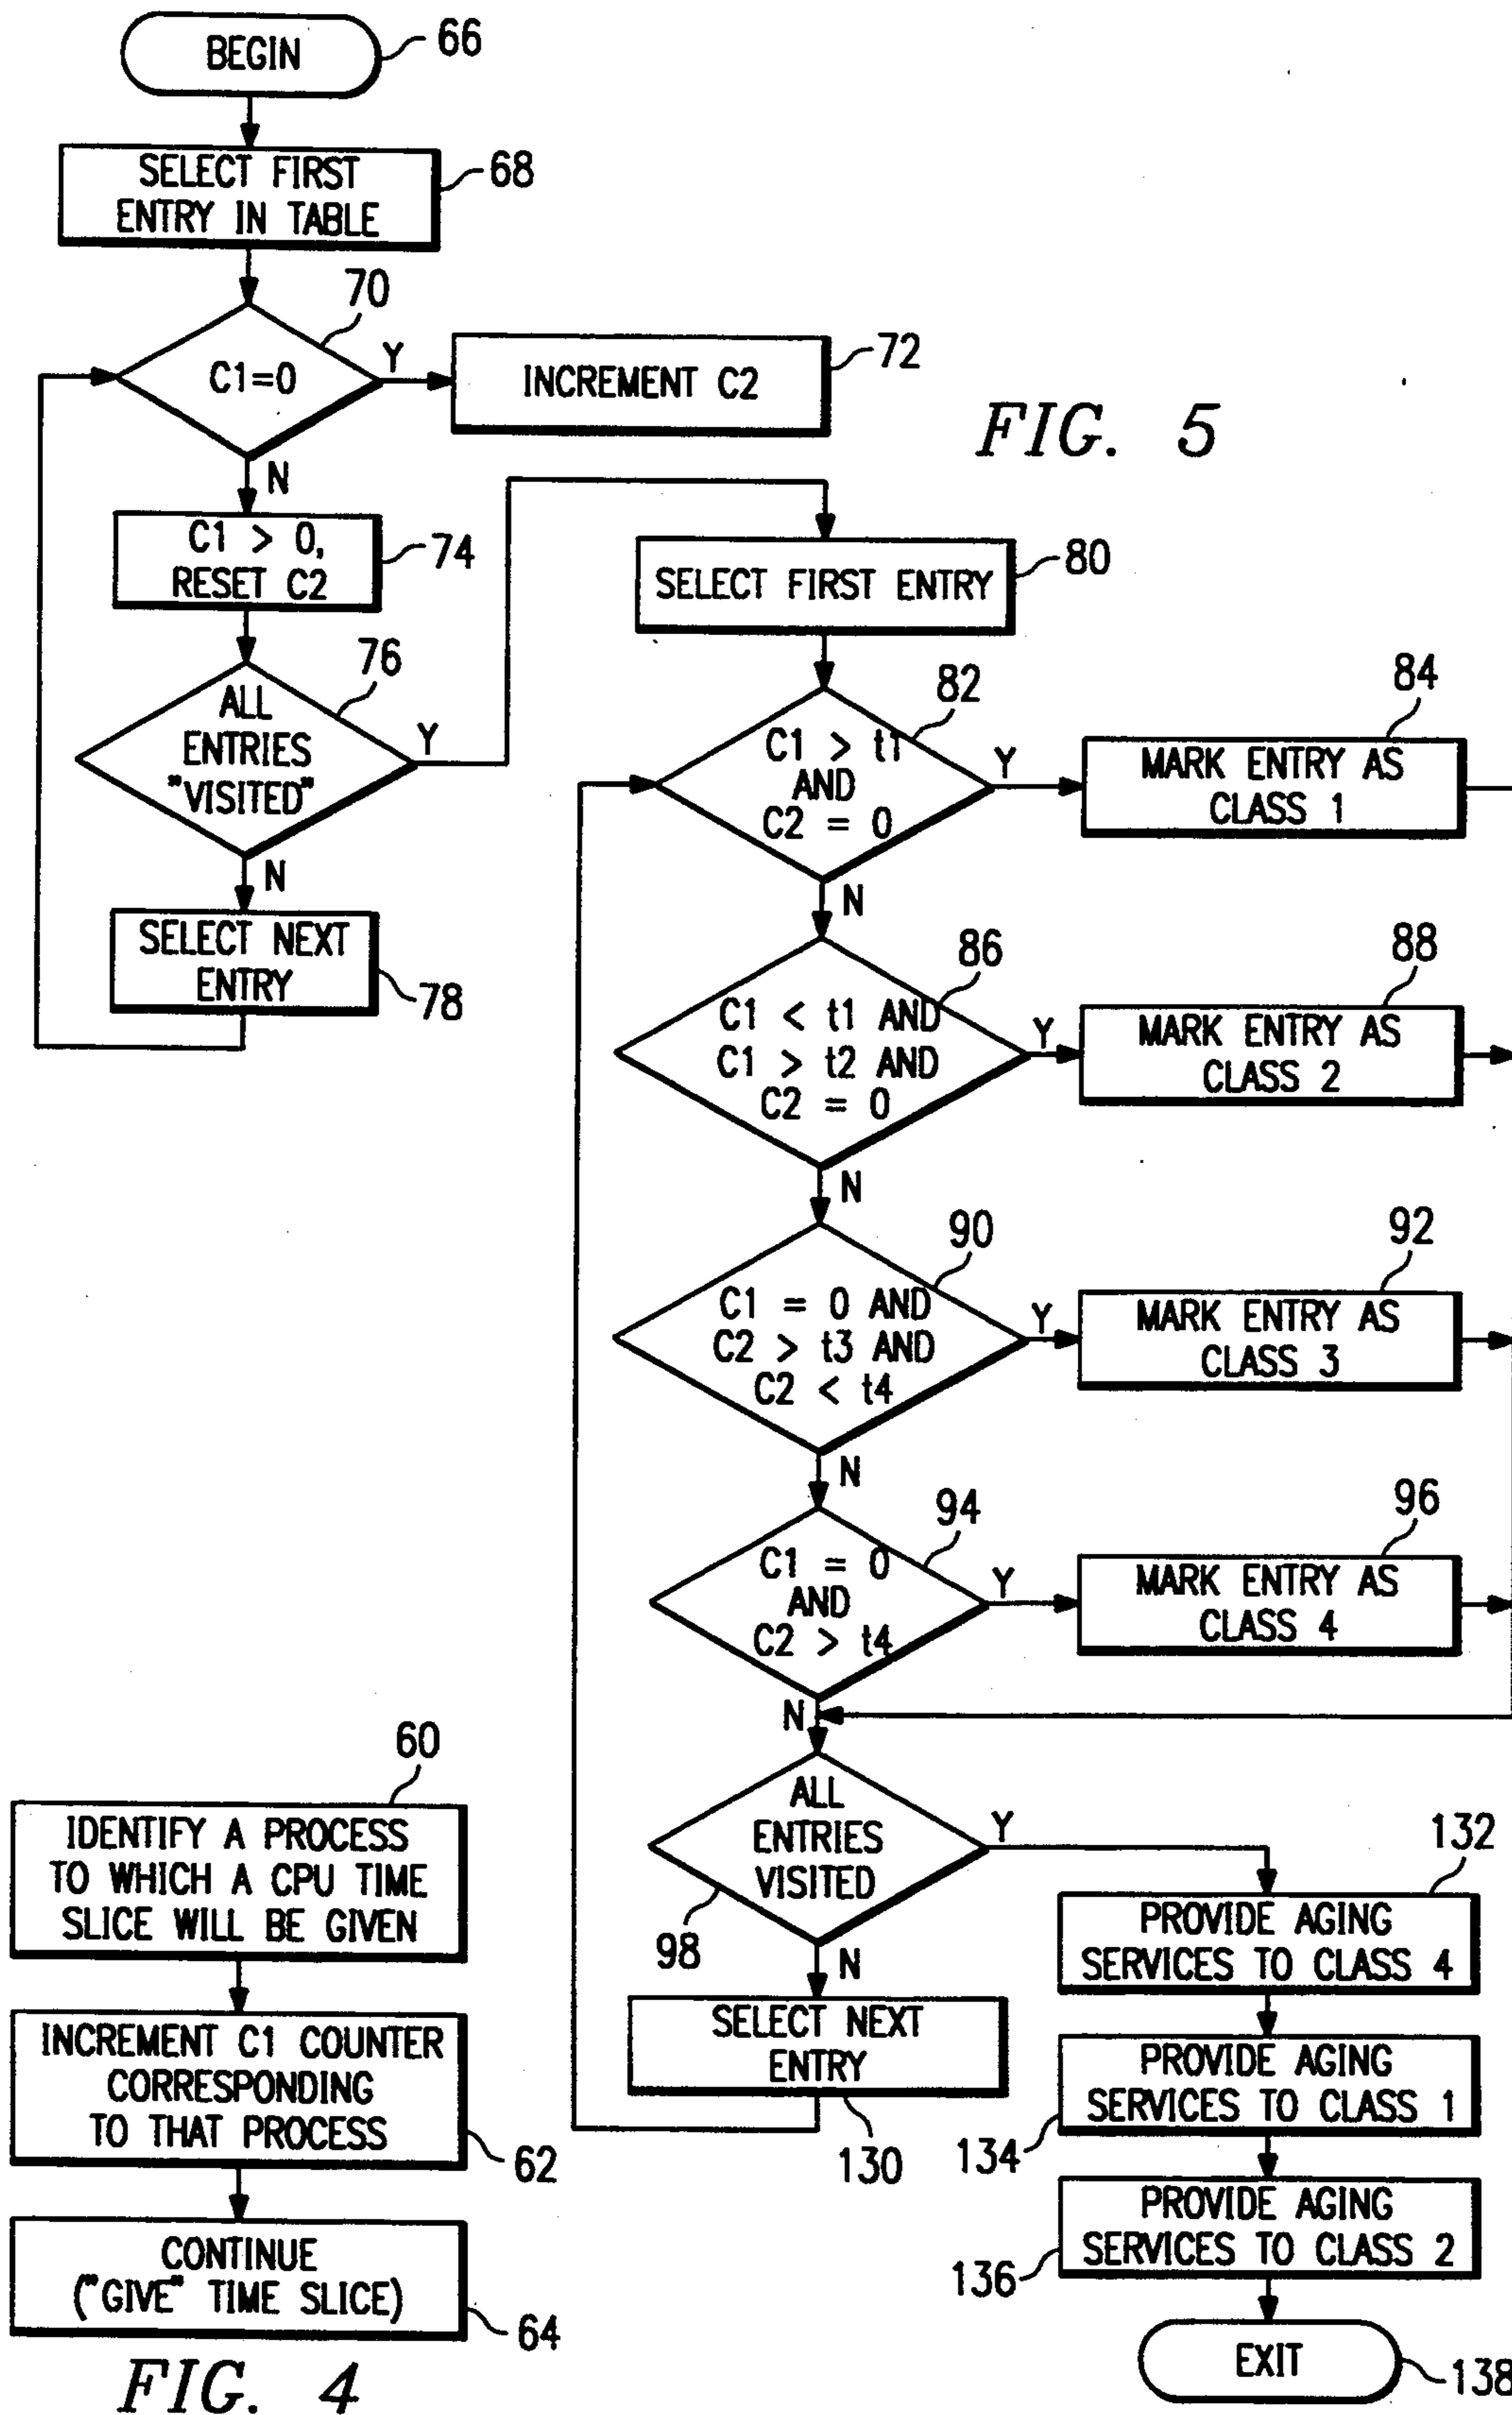 BEGIN
66
SELECT FIRST
ENTRY IN TABLE
68
70
C1=0
Y
N
INCREMENT C2
72
FIG. 5
C1 > 0,
RESET C2
74
76
ALL
ENTRIES
"VISITED"
Y
N
SELECT NEXT
ENTRY
78
SELECT FIRST ENTRY
80
82
C1 > t1
AND
C2 = 0
Y
N
84
MARK ENTRY AS
CLASS 1
86
C1 < t1 AND
C1 > t2 AND
C2 = 0
Y
N
88
MARK ENTRY AS
CLASS 2
90
C1 = 0 AND
C2 > t3 AND
C2 < t4
Y
N
92
MARK ENTRY AS
CLASS 3
94
C1 = 0
AND
C2 > t4
Y
N
96
MARK ENTRY AS
CLASS 4
ALL
ENTRIES
VISITED
98
Y
N
SELECT NEXT
ENTRY
130
132
PROVIDE AGING
SERVICES TO CLASS 4
PROVIDE AGING
SERVICES TO CLASS 1
134
PROVIDE AGING
SERVICES TO CLASS 2
136
EXIT
138
60
IDENTIFY A PROCESS
TO WHICH A CPU TIME
SLICE WILL BE GIVEN
INCREMENT C1 COUNTER
CORRESPONDING
TO THAT PROCESS
62
CONTINUE
("GIVE" TIME SLICE)
64
FIG. 4